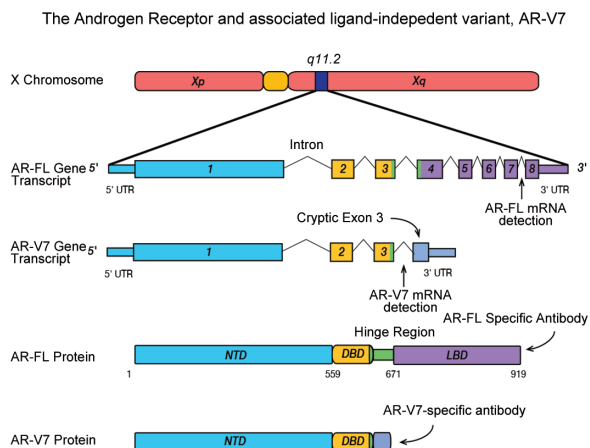 The Androgen Receptor and associated ligand-indepedent variant, AR-V7
q11.2
X Chromosome
Xp
Xq
Intron
AR-FL Gene 5'
Transcript
1
2
3
4
5
6
7
8
3'
5' UTR
3' UTR
AR-FL mRNA
detection
Cryptic Exon 3
AR-V7 Gene 5'
Transcript
1
2
3
5' UTR
3' UTR
AR-V7 mRNA
detection
AR-FL Specific Antibody
Hinge Region
AR-FL Protein
NTD
DBD
LBD
1
559
671
919
AR-V7-specific antibody
AR-V7 Protein
NTD
DBD